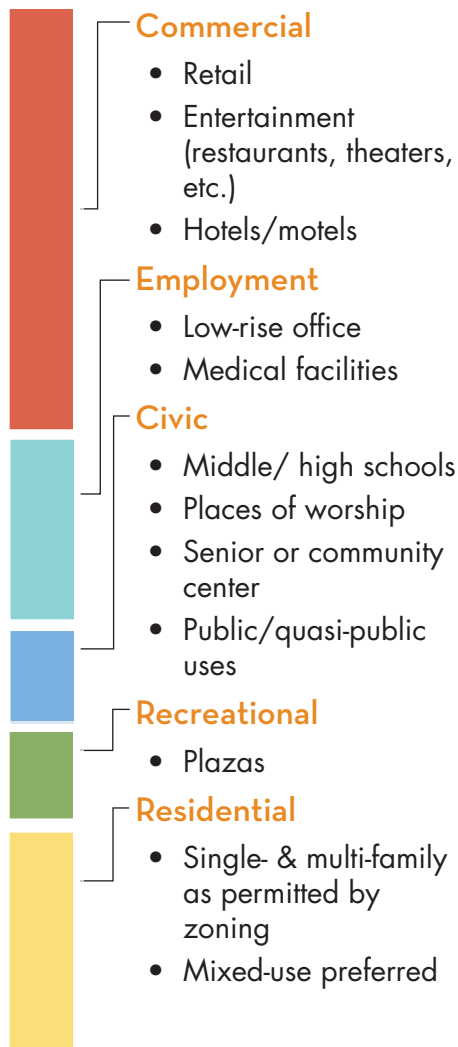 Commercial
• Retail
• Entertainment
(restaurants, theaters,
etc.)
• Hotels/motels
Employment
• Low-rise office
• Medical facilities
Civic
• Middle/ high schools
• Places of worship
• Senior or community
center
• Public/quasi-public
uses
Recreational
• Plazas
Residential
• Single- & multi-family
as permitted by
zoning
• Mixed-use preferred